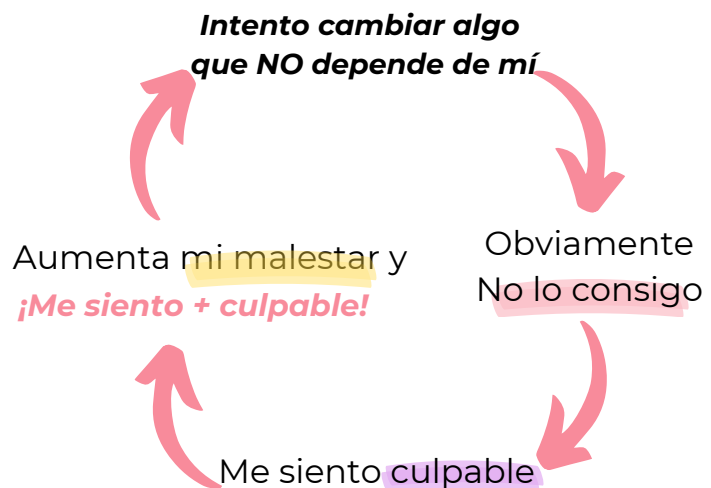 Intento cambiar algo
que NO depende de mí
Obviamente
No lo consigo
Me siento culpable
Aumenta mi malestar y
¡Me siento + culpable!